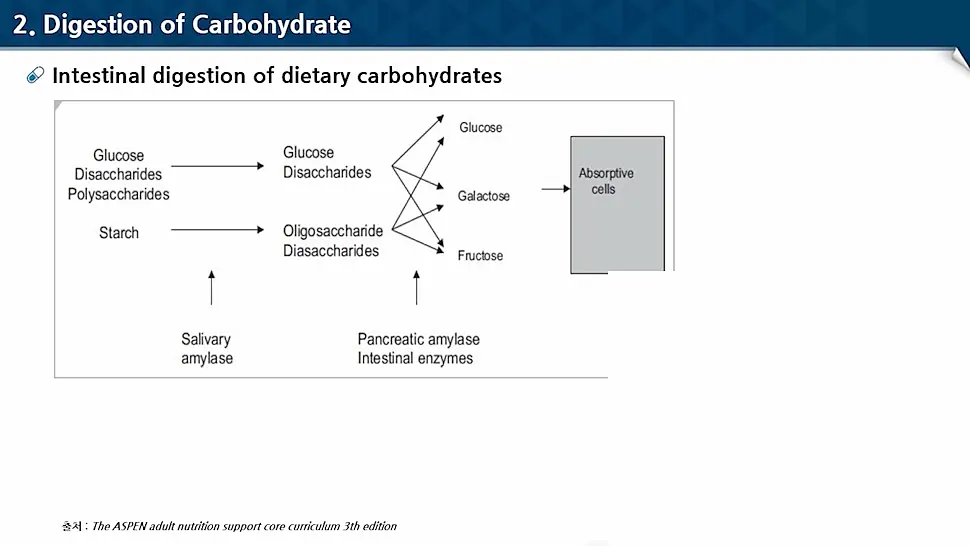 2. Digestion of Carbohydrate
Intestinal digestion of dietary carbohydrates
Glucose
Disaccharides
Polysaccharides
Starch
Glucose
Disaccharides
Oligosaccharide
Diasaccharides
Glucose
Galactose
Fructose
Absorptive
cells
Salivary
amylase
Pancreatic amylase
Intestinal enzymes
출처 : The ASPEN adult nutrition support core curriculum 3th edition